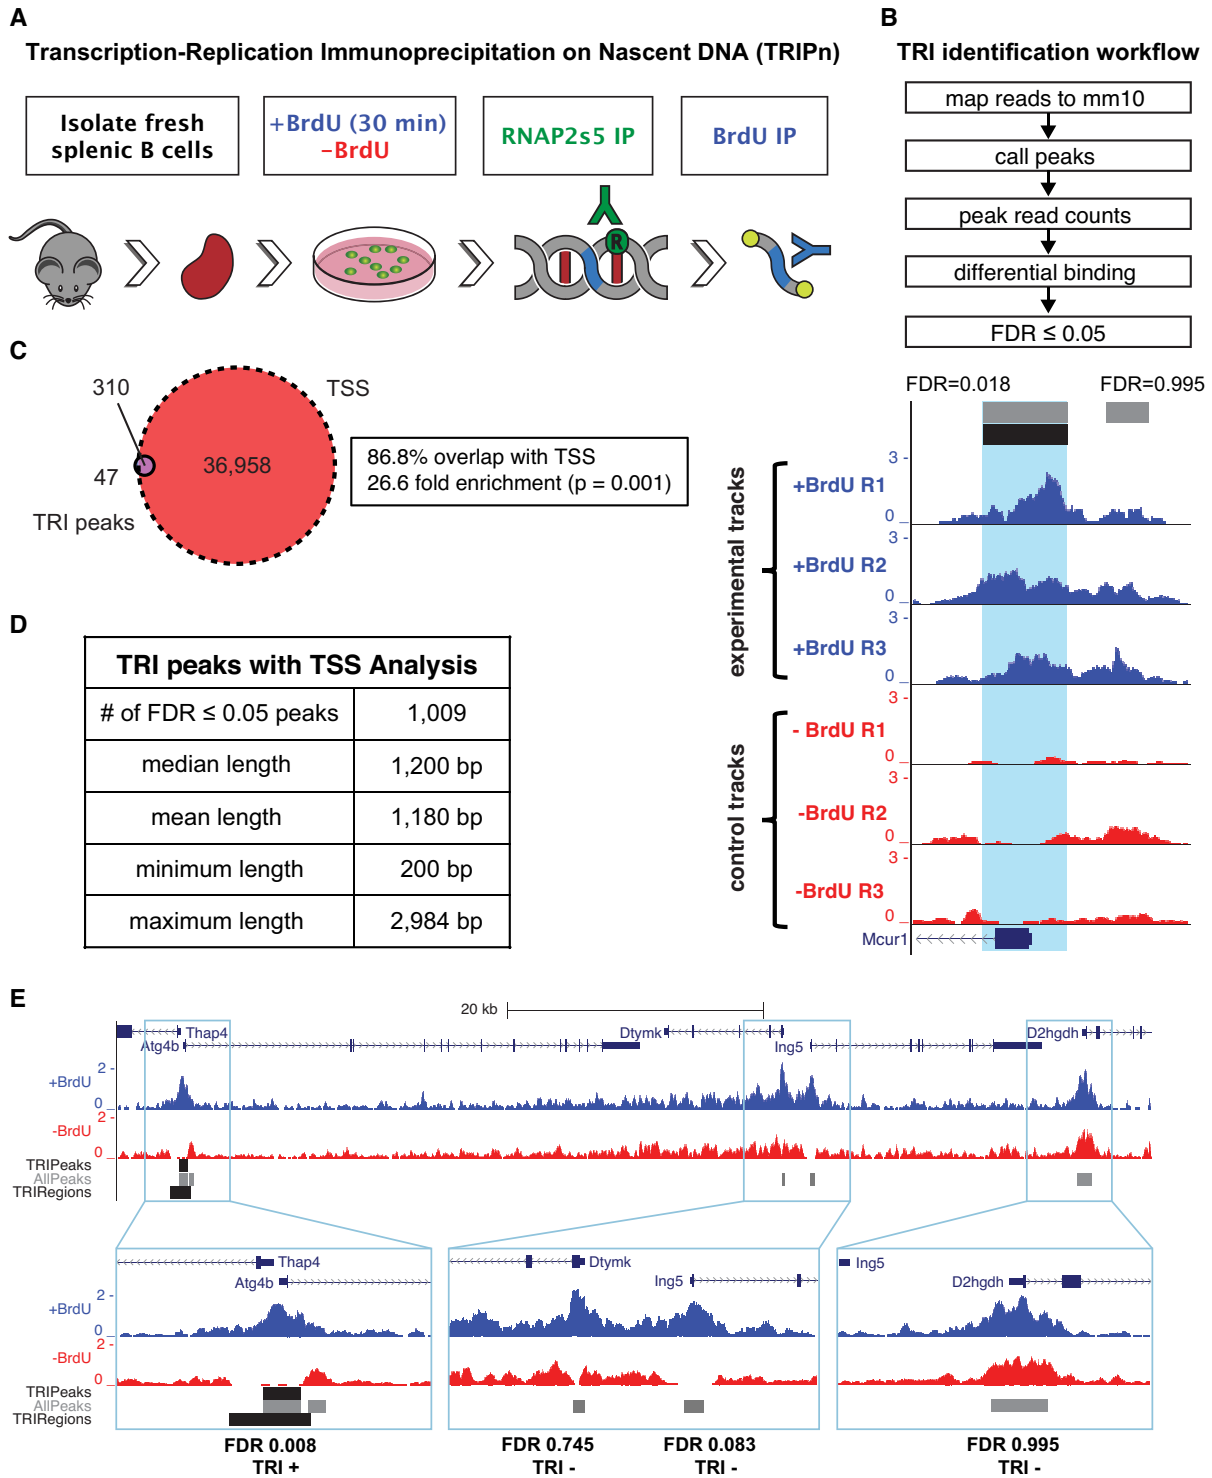 A
Transcription-Replication Immunoprecipitation on Nascent DNA (TRIPn)
Isolate fresh
splenic B cells
+BrdU (30 min)
-BrdU
RNAP2s5 IP
BrdU IP
R
B
TRI identification workflow
map reads to mm10
call peaks
peak read counts
differential binding
FDR ≤ 0.05
FDR=0.018
FDR=0.995
experimental tracks
3 -
+BrdU R1
0 _
3 -
+BrdU R2
0 _
3 -
+BrdU R3
0 _
control tracks
3 -
- BrdU R1
0 _
3 -
-BrdU R2
0 _
3 -
-BrdU R3
0 _
Mcur1
C
310
TSS
36,958
47
TRI peaks
86.8% overlap with TSS
26.6 fold enrichment (p = 0.001)
D
TRI peaks with TSS Analysis
# of FDR ≤ 0.05 peaks 1,009
median length 1,200 bp
mean length 1,180 bp
minimum length 200 bp
maximum length 2,984 bp
E
20 kb
Thap4
Dtymk
D2hgdh
Atg4b
Ing5
2 -
+BrdU
0 _
2 -
-BrdU
0 _
TRIPeaks
AllPeaks
TRIRegions
Thap4
Atg4b
Dtymk
Ing5
Ing5
D2hgdh
2 -
+BrdU
0 _
2 -
-BrdU
0 _
TRIPeaks
AllPeaks
TRIRegions
FDR 0.008
TRI +
FDR 0.745
TRI -
FDR 0.083
TRI -
FDR 0.995
TRI -